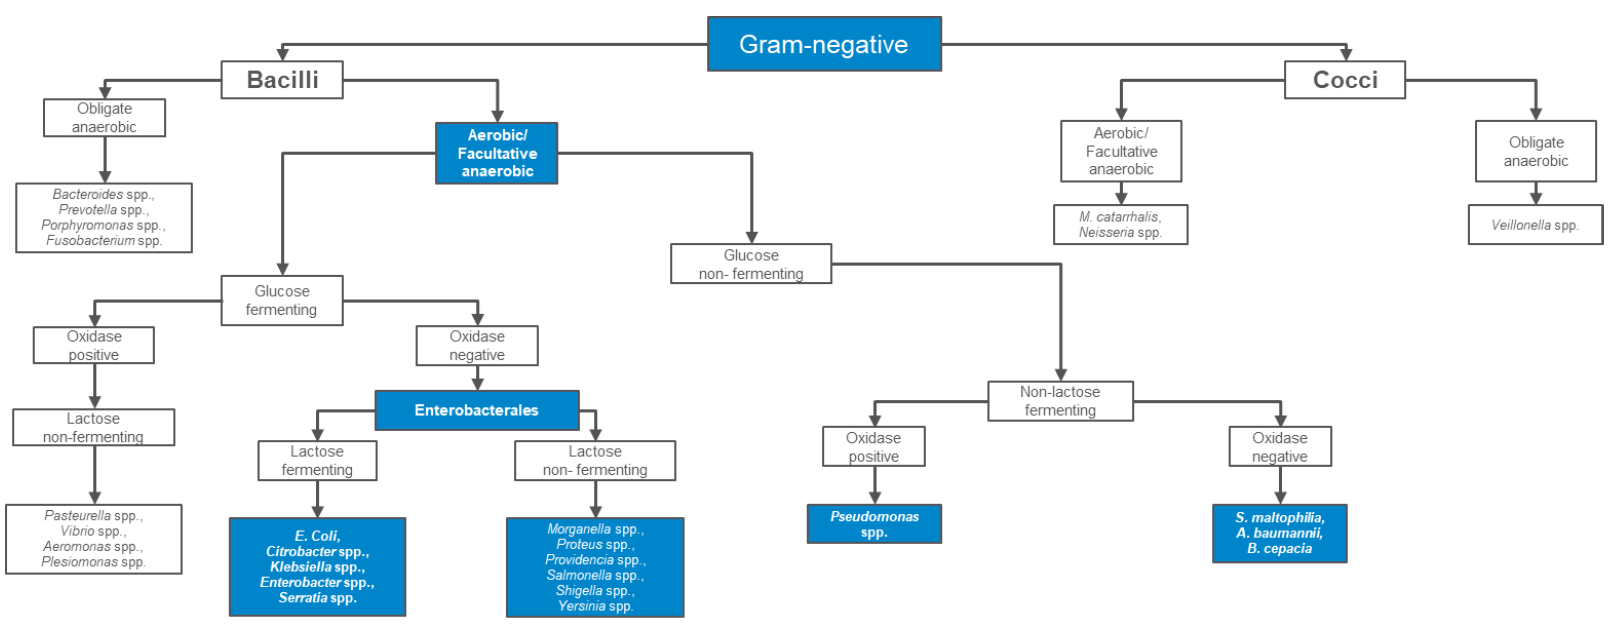 Gram-negative
Bacilli
Cocci
Obligate
anaerobic
Aerobic/
Facultative
anaerobic
Aerobic/
Facultative
anaerobic
Obligate
anaerobic
Bacteroides spp.,
Prevotella spp.,
Porphyromonas spp.,
Fusobacterium spp.
M. catarrhalis,
Neisseria spp.
Veillonella spp.
Glucose
non- fermenting
Glucose
fermenting
Oxidase
positive
Oxidase
negative
Non-lactose
fermenting
Enterobacterales
Lactose
non-fermenting
Lactose
fermenting
Lactose
non- fermenting
Oxidase
positive
Oxidase
negative
Pasteurella spp.,
Vibrio spp.,
Aeromonas spp.,
Plesiomonas spp.
E. Coli,
Citrobacter spp.,
Klebsiella spp.,
Enterobacter spp.,
Serratia spp.
Morganella spp.,
Proteus spp.,
Providencia spp.,
Salmonella spp.,
Shigella spp.,
Yersinia spp.
Pseudomonas
spp.
S. maltophilia,
A. baumannii,
B. cepacia